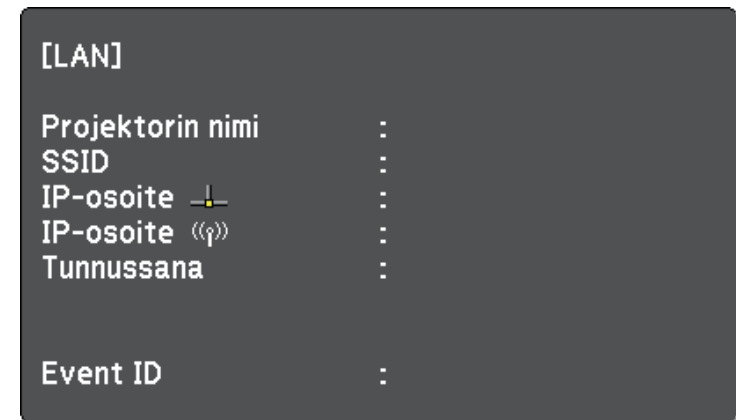 [LAN]
Projektorin nimi :
SSID :
IP-osoite :
IP-osoite :
Tunnussana :
Event ID :